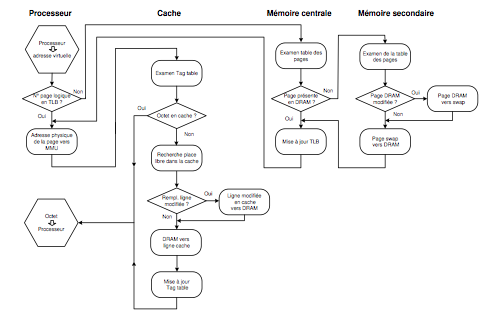 Processeur
Cache
Mémoire centrale
Mémoire secondaire
Processeur
adresse virtuelle
Examen Tag table
Examen table des
pages
Examen de la table
des pages
N° page logique
en TLB ?
Non
Oui
Octet en cache ?
Oui
Non
Page présente
en DRAM ?
Non
Oui
Page DRAM
modifiée ?
Oui
Non
Page DRAM
vers swap
Adresse physique
de la page vers
MMU
Recherche place
libre dans la cache
Mise à jour TLB
Page swap
vers DRAM
Rempl. ligne
modifiée ?
Oui
Non
Ligne modifiée
en cache
vers DRAM
Octet
Processeur
DRAM vers
ligne cache
Mise à jour
Tag table